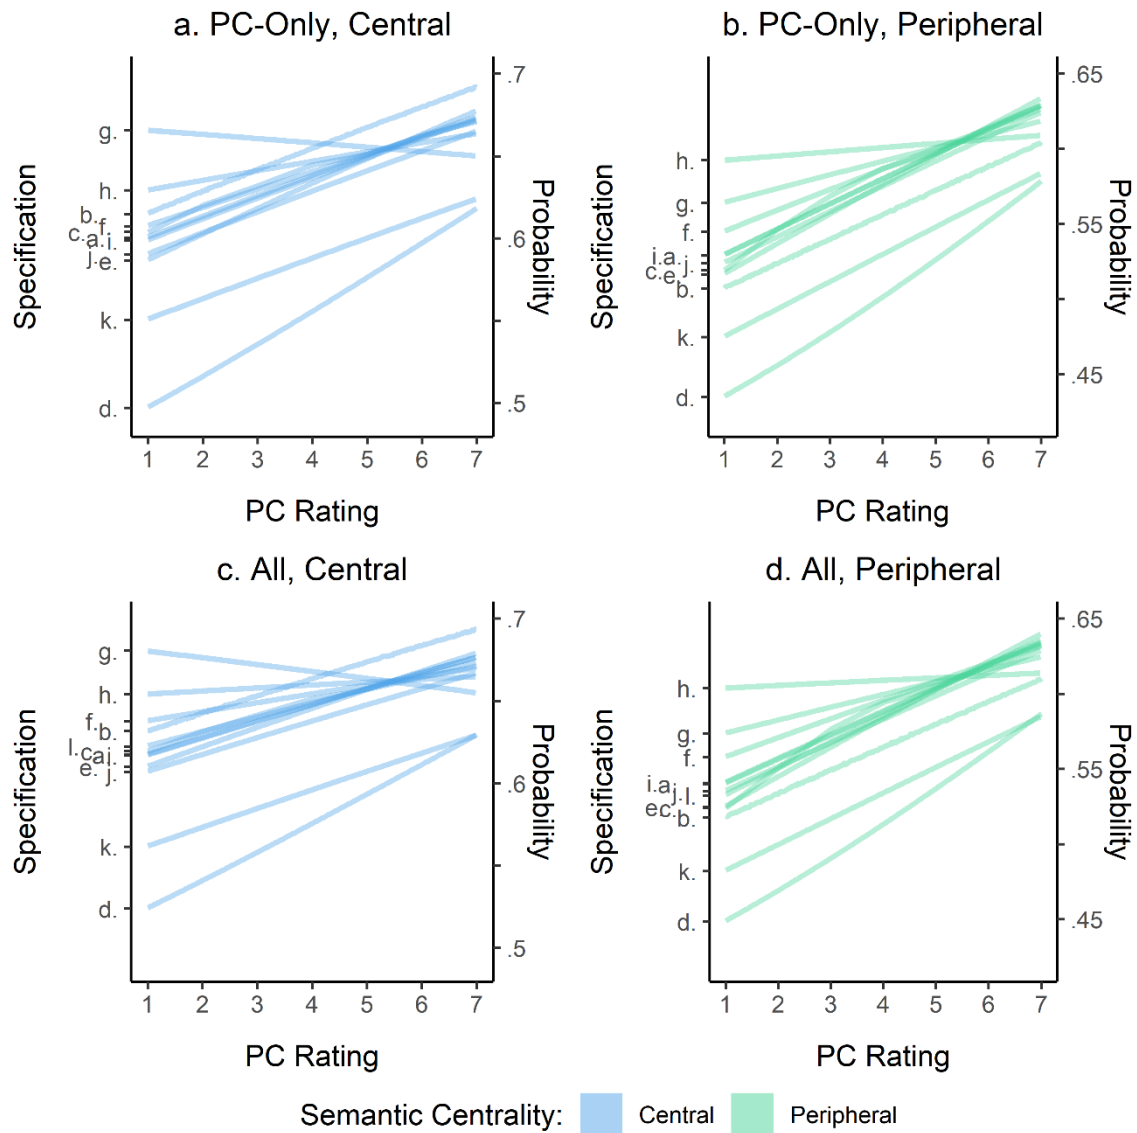 a. PC-Only, Central
b. PC-Only, Peripheral
Specification
g.
h.
b.
f.
c.
a.
i.
j.
e.
k.
d.
.7
.6
.5
Probability
1 2 3 4 5 6 7
PC Rating
Specification
h.
g.
f.
i.
a.
j.
c.
e.
b.
k.
d.
.65
.55
.45
Probability
1 2 3 4 5 6 7
PC Rating
c. All, Central
d. All, Peripheral
Specification
g.
h.
f.
b.
l.
c.
a.
i.
e.
j.
k.
d.
.7
.6
.5
Probability
1 2 3 4 5 6 7
PC Rating
Specification
h.
g.
f.
i.
a.
j.
l.
e.
c.
b.
k.
d.
.65
.55
.45
Probability
1 2 3 4 5 6 7
PC Rating
Semantic Centrality: Central Peripheral